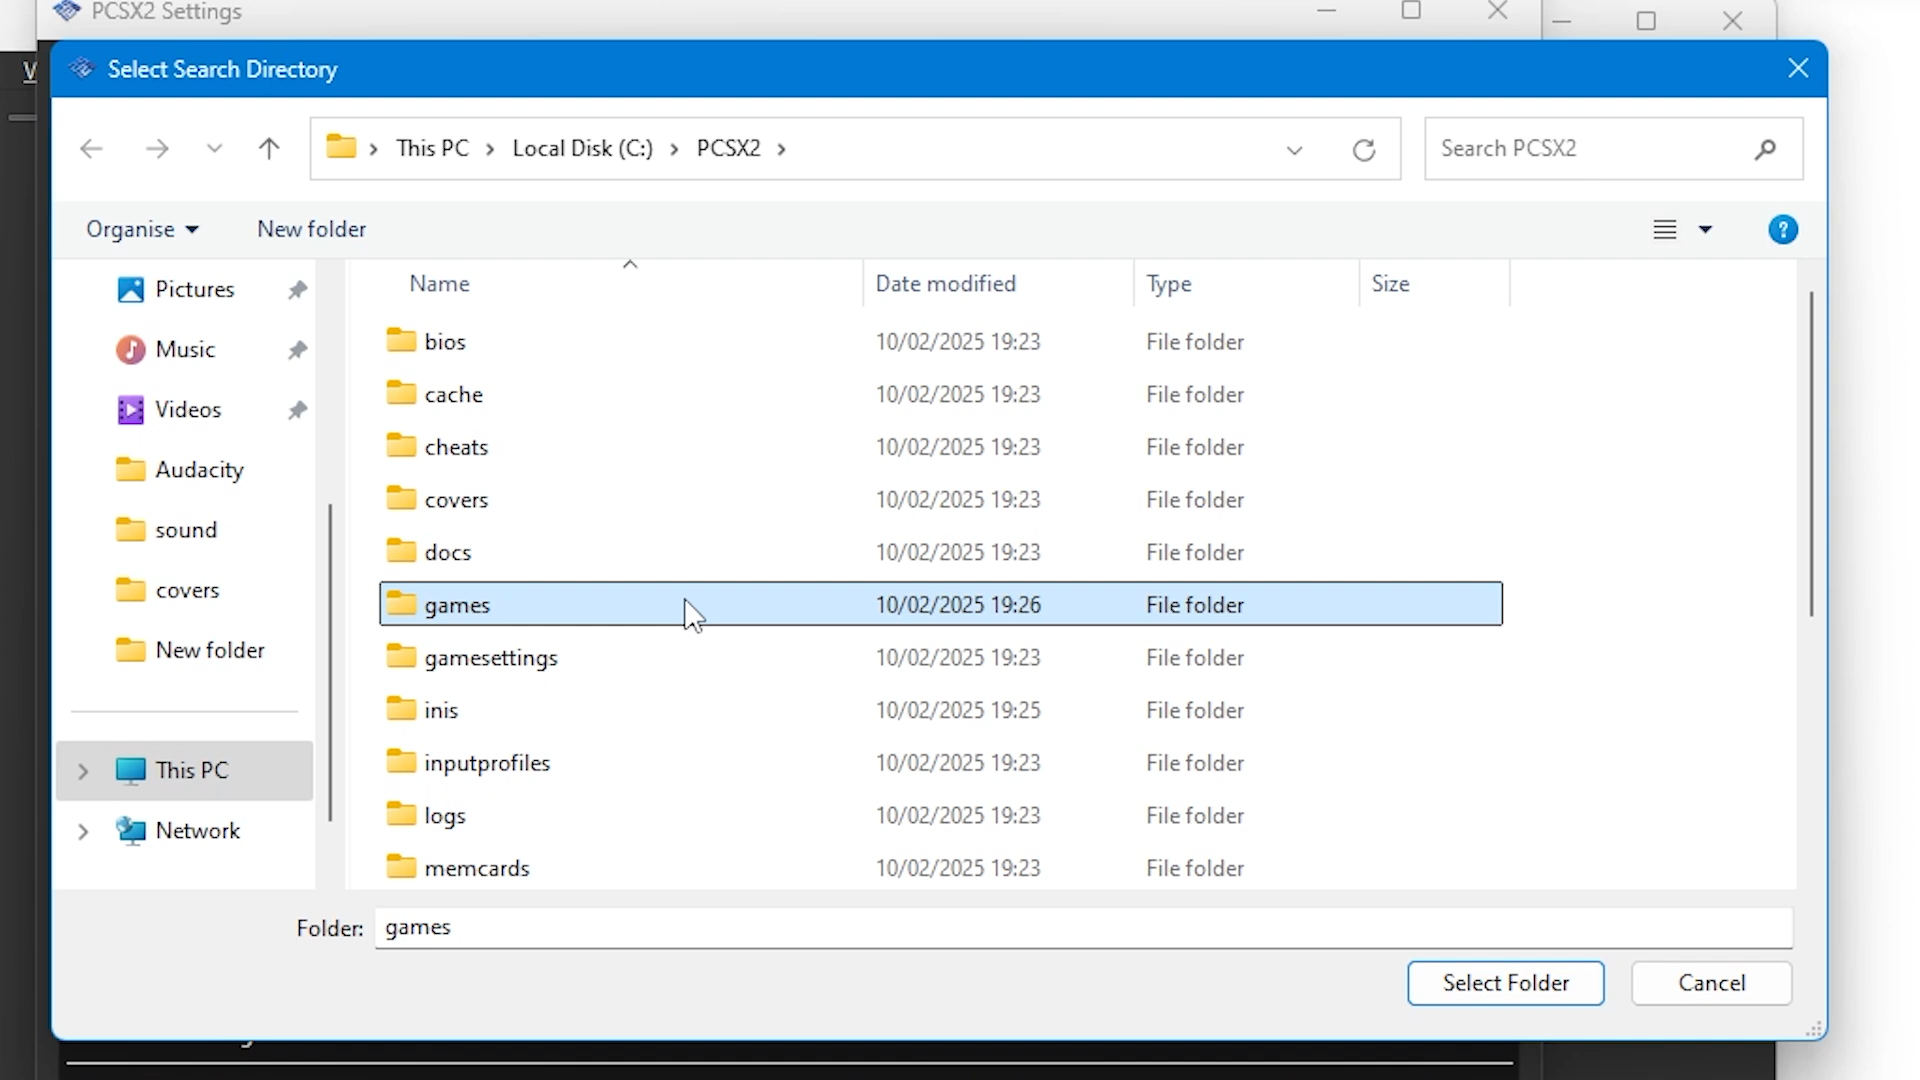 PCSX2 Settings
Select Search Directory
This PC Local Disk (C:) PCSX2
Search PCSX2
Organise New folder
?
Name Date modified Type Size
Pictures
Music
Videos
Audacity
sound
covers
New folder
This PC
Network
bios 10/02/2025 19:23 File folder
cache 10/02/2025 19:23 File folder
cheats 10/02/2025 19:23 File folder
covers 10/02/2025 19:23 File folder
docs 10/02/2025 19:23 File folder
games 10/02/2025 19:26 File folder
gamesettings 10/02/2025 19:23 File folder
inis 10/02/2025 19:25 File folder
inputprofiles 10/02/2025 19:23 File folder
logs 10/02/2025 19:23 File folder
memcards 10/02/2025 19:23 File folder
Folder: games
Select Folder Cancel